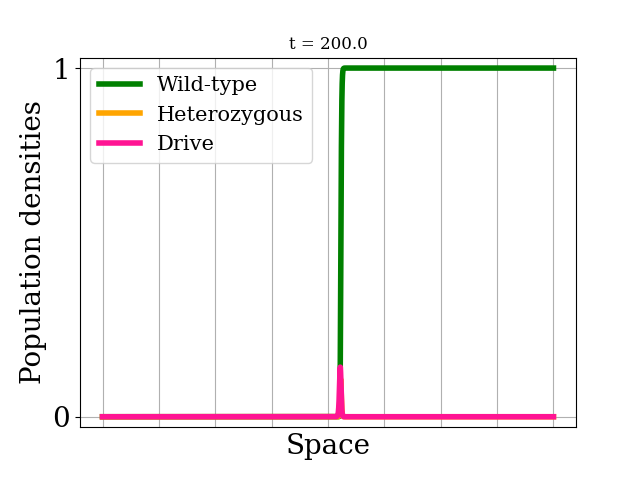 t = 200.0
Population densities
1
0
Wild-type
Heterozygous
Drive
Space